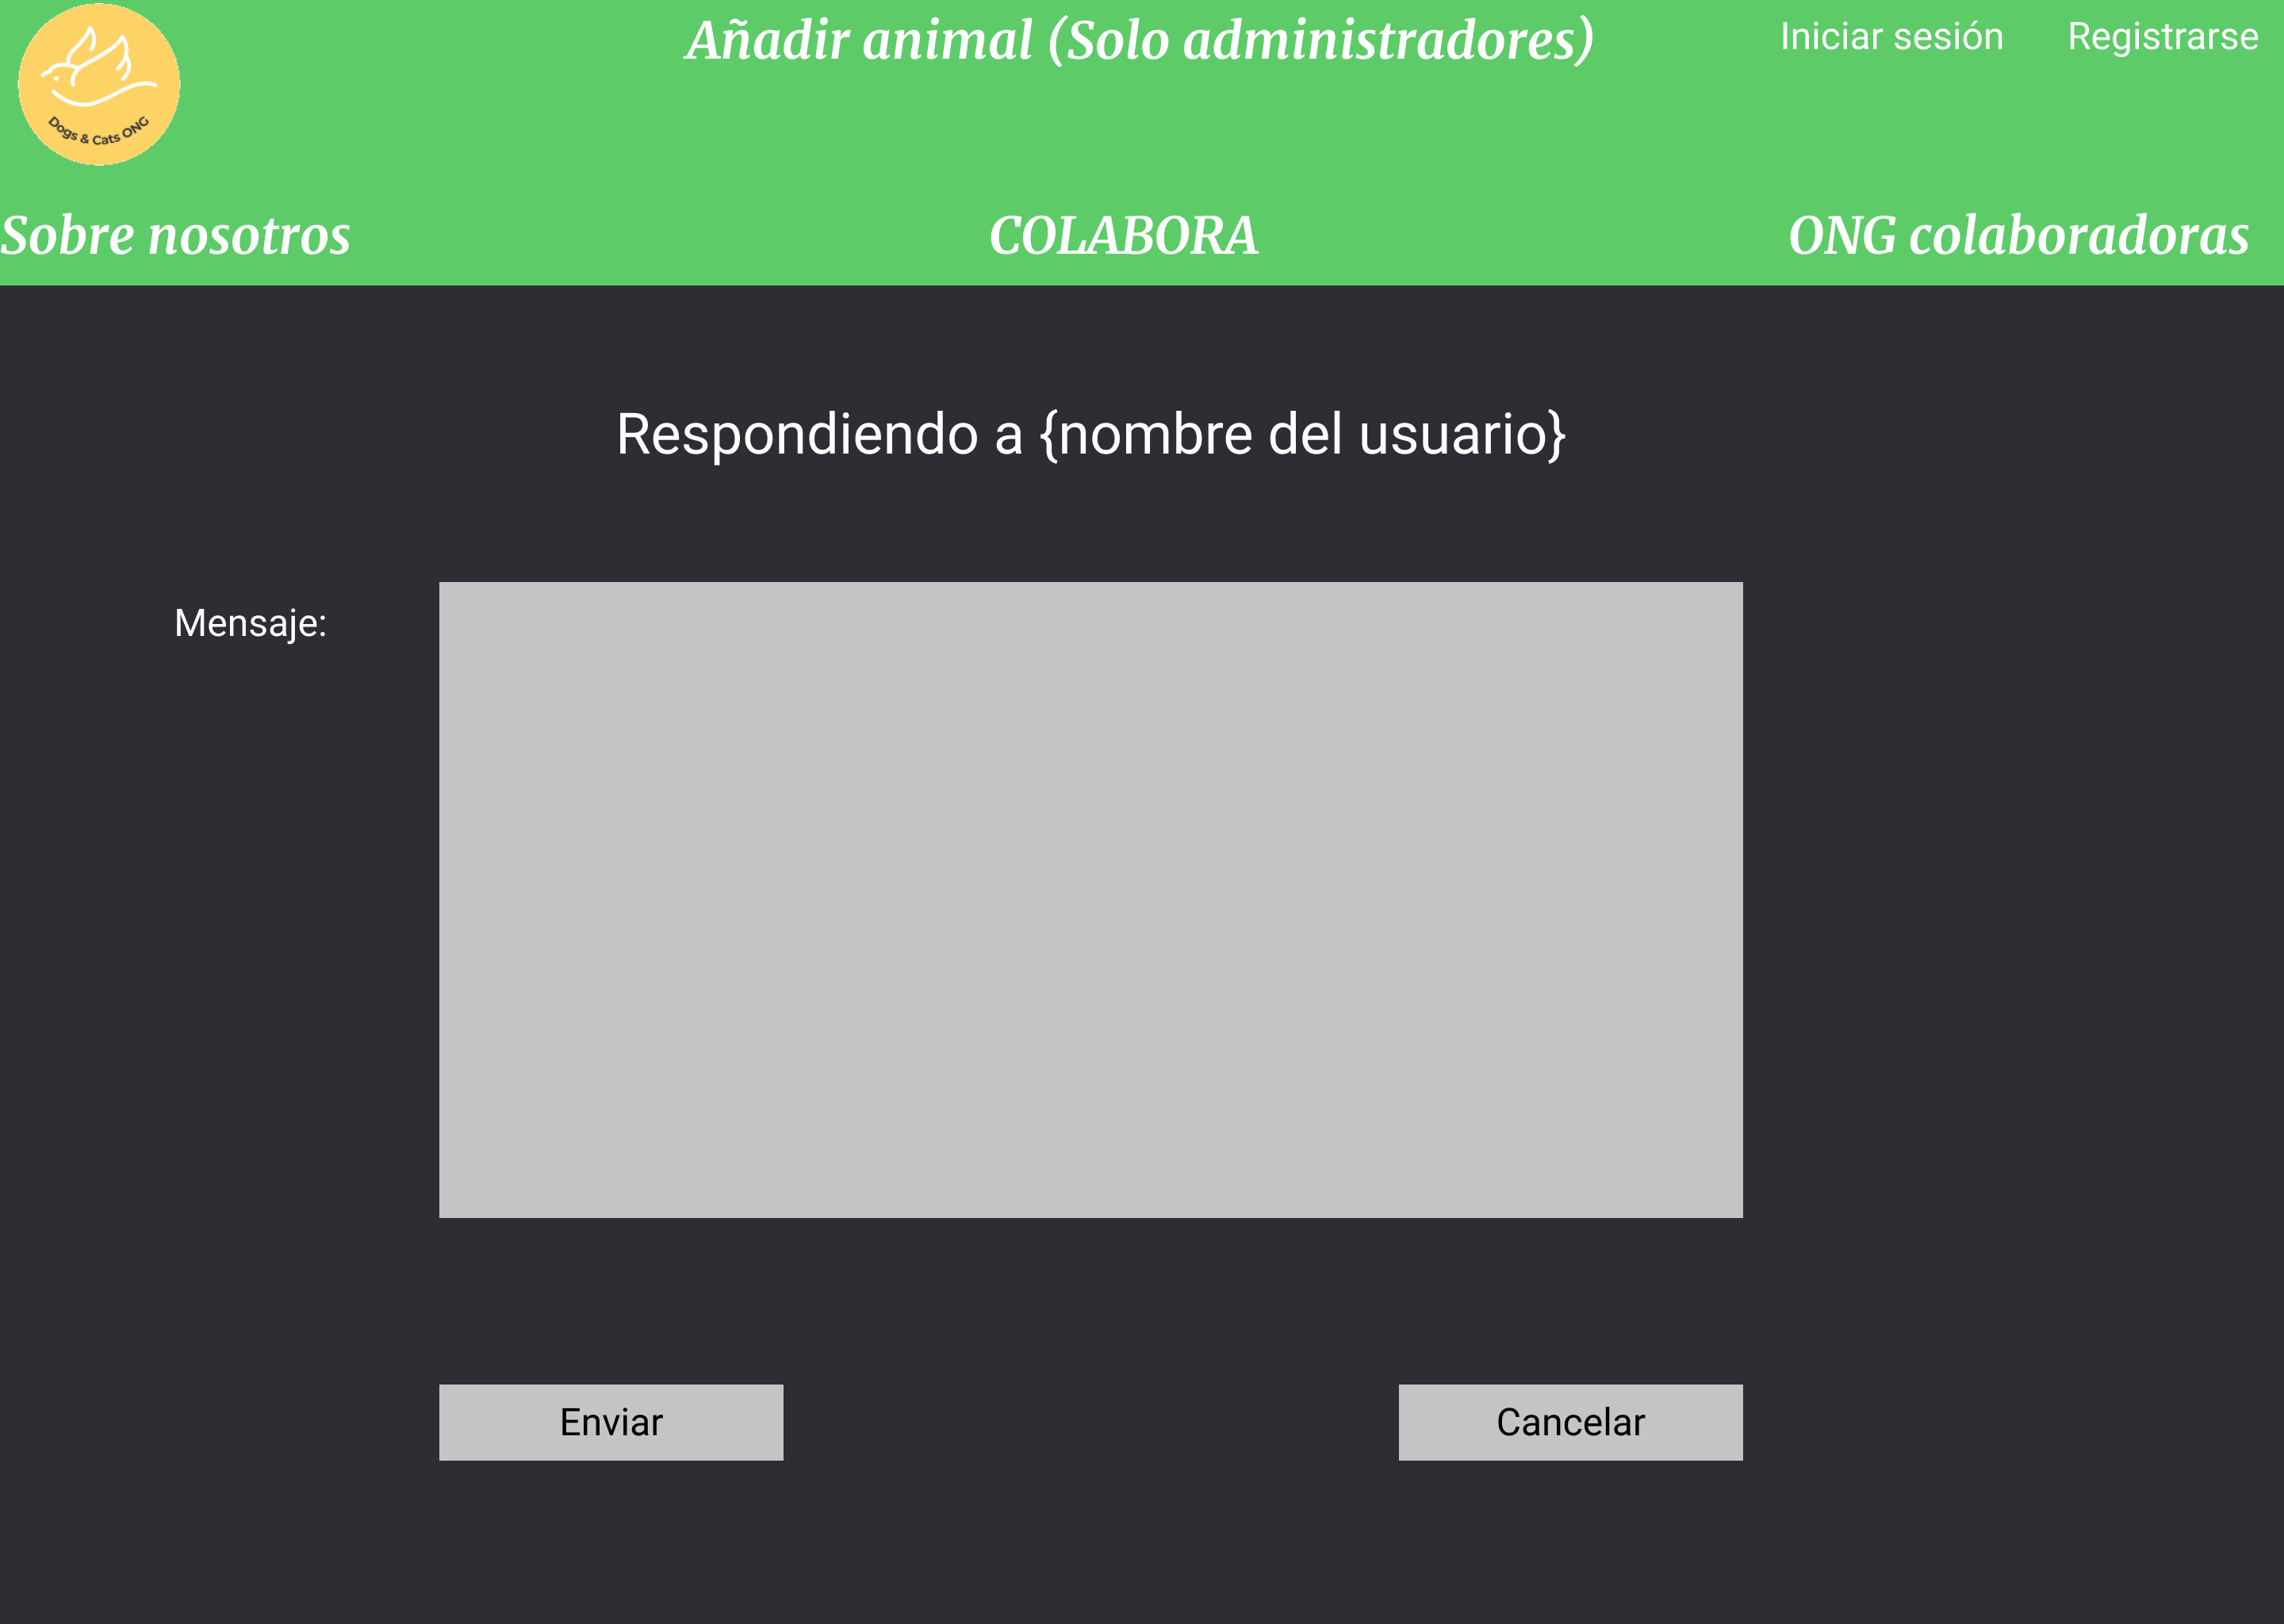 Añadir animal (Solo administradores)
Iniciar sesión
Registrarse
Dogs & Cats ONG
Sobre nosotros
COLABORA
ONG colaboradoras
Respondiendo a {nombre del usuario}
Mensaje:
Enviar
Cancelar